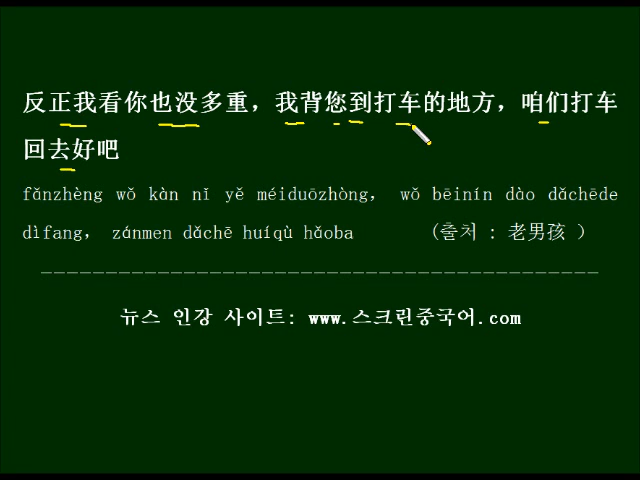 反正我看你也没多重，我背您到打车的地方，咱们打车
回去好吧
fǎnzhèng wǒ kàn nǐ yě méiduōzhòng, wǒ bēinín dào dǎchēde
dìfang, zánmen dǎchē huíqù hǎoba (출처 : 老男孩 )
뉴스 인강 사이트: www.스크린중국어.com